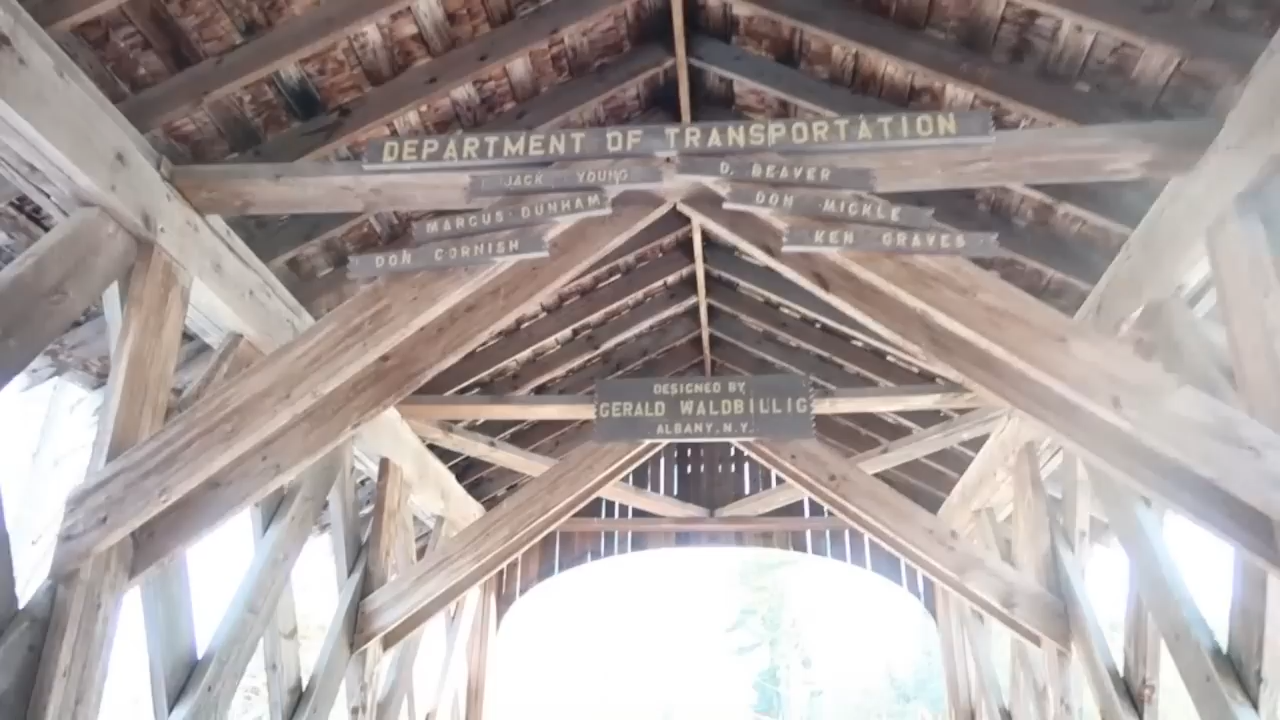 DEPARTMENT OF TRANSPORTATION
JACK YOUNG
D. BEAVER
MARCUS DUNHAM
DON MICKLE
DON CORNISH
KEN GRAVES
DESIGNED BY
GERALD WALDBILLIG
ALBANY, N.Y.